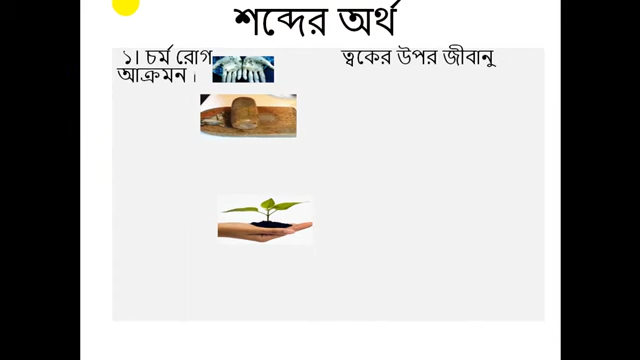 শব্দের অর্থ
১। চর্ম রোগ ত্বকের উপর জীবানু
আক্রমন।